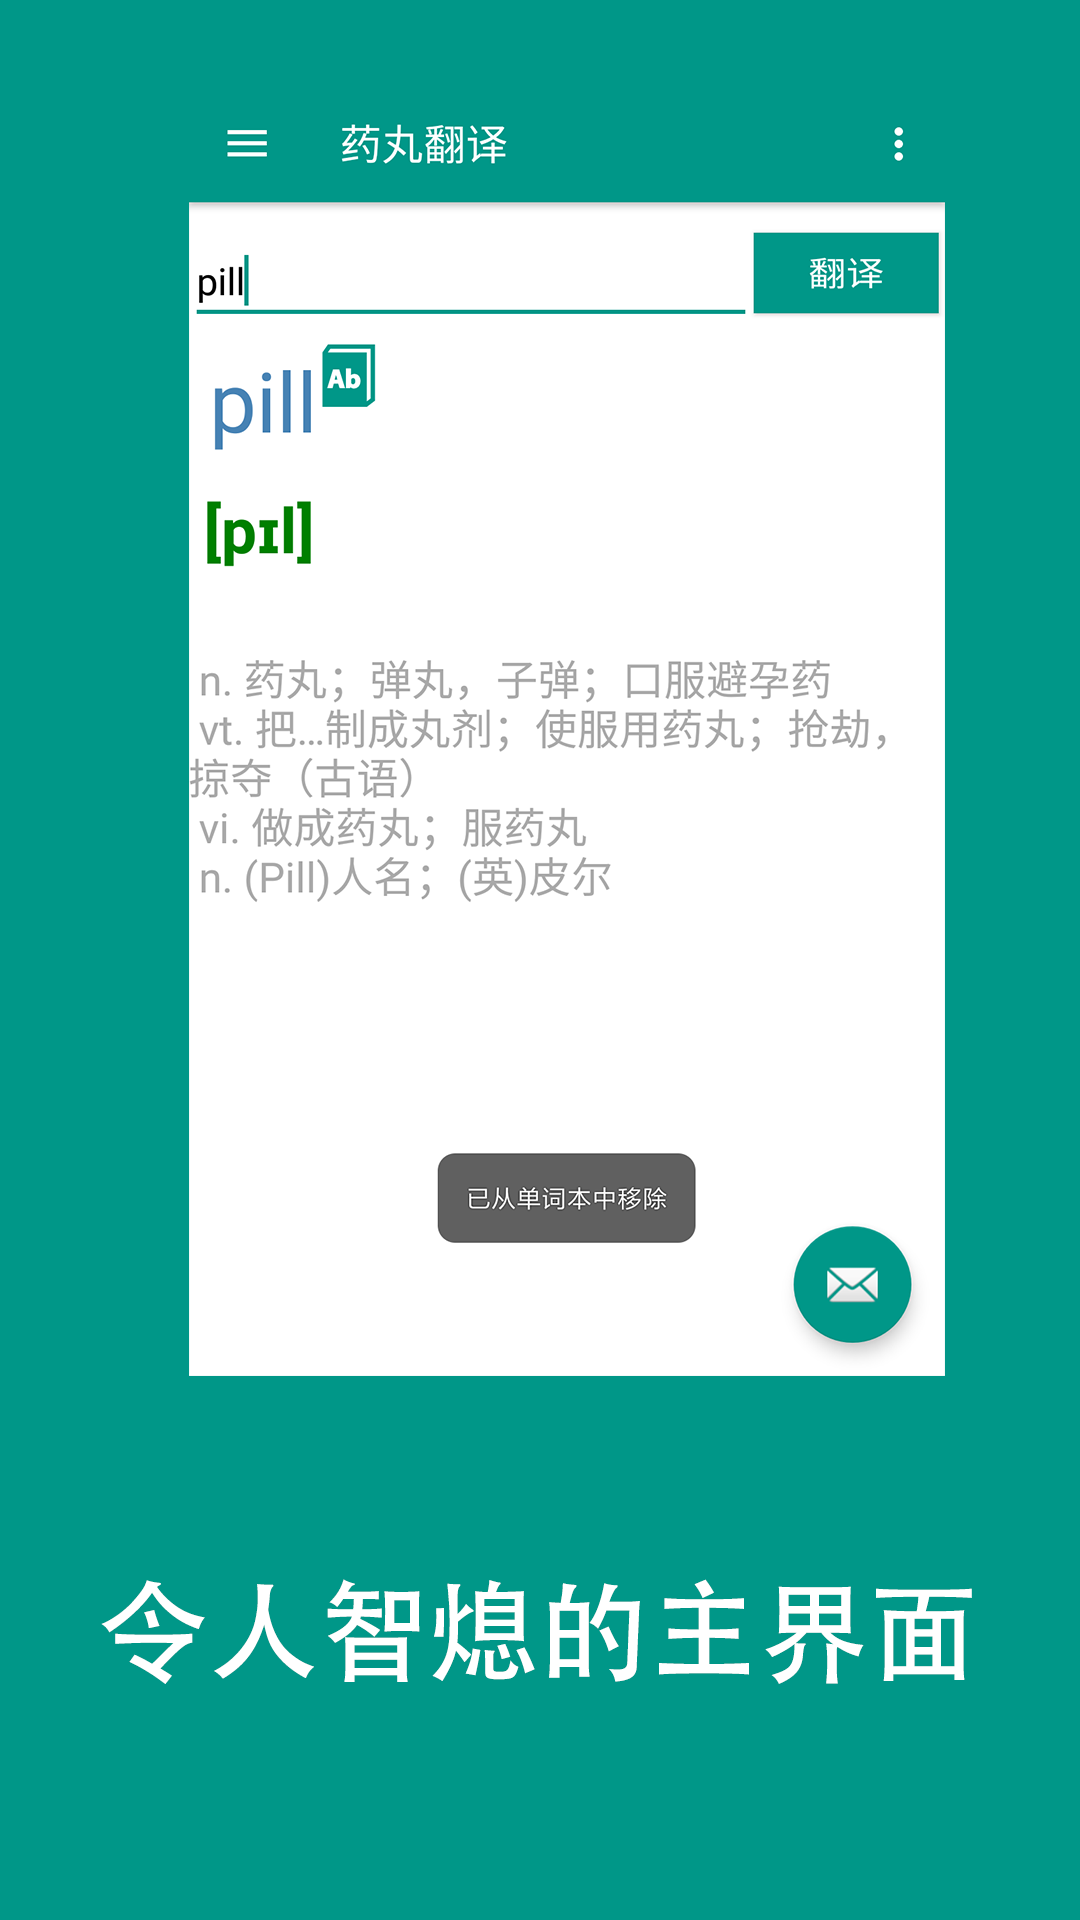 药丸翻译
pill
翻译
pill
Ab
[pɪl]
n. 药丸；弹丸，子弹；口服避孕药
vt. 把...制成丸剂；使服用药丸；抢劫，
掠夺（古语）
vi. 做成药丸；服药丸
n. (Pill)人名；(英)皮尔
已从单词本中移除
令人智熄的主界面